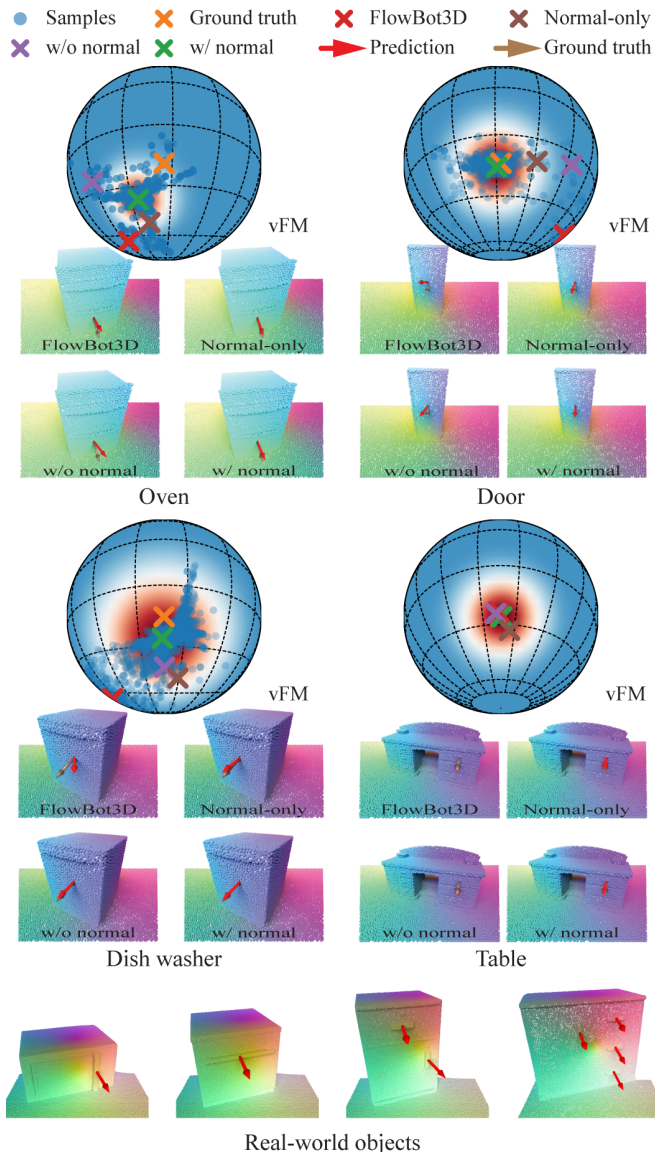 Samples Ground truth FlowBot3D Normal-only
w/o normal w/ normal Prediction Ground truth
vFM vFM
FlowBot3D Normal-only FlowBot3D Normal-only
w/o normal w/ normal w/o normal w/ normal
Oven Door
vFM vFM
FlowBot3D Normal-only FlowBot3D Normal-only
w/o normal w/ normal w/o normal w/ normal
Dish washer Table
Real-world objects